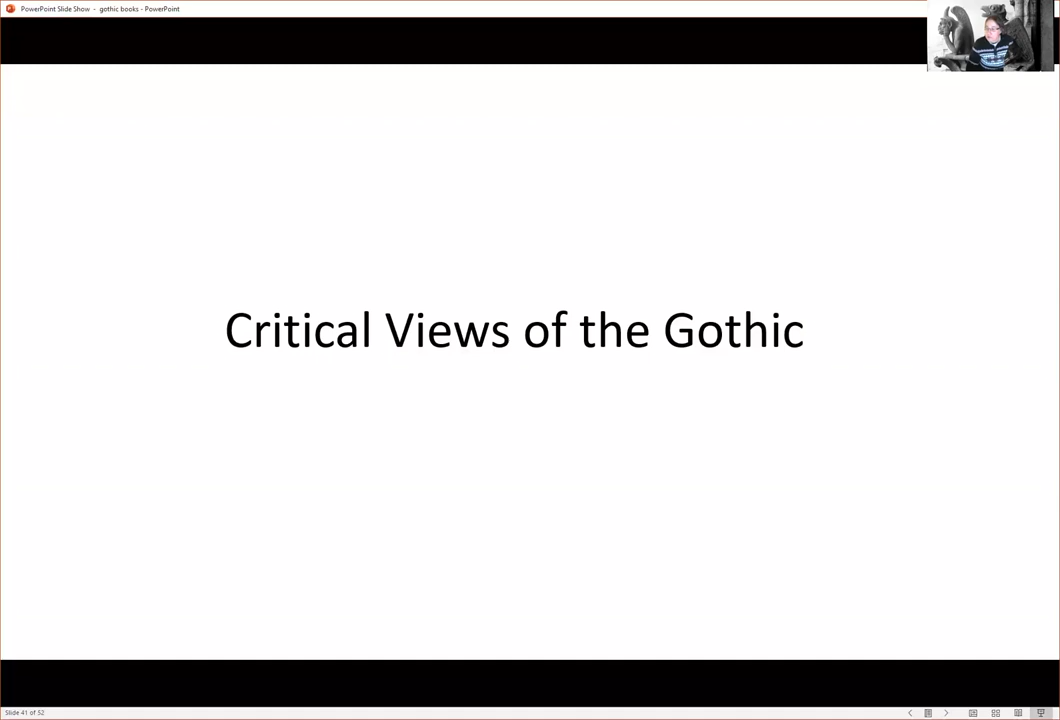 PowerPoint Slide Show - gothic books - PowerPoint
Critical Views of the Gothic
Slide 41 of 52